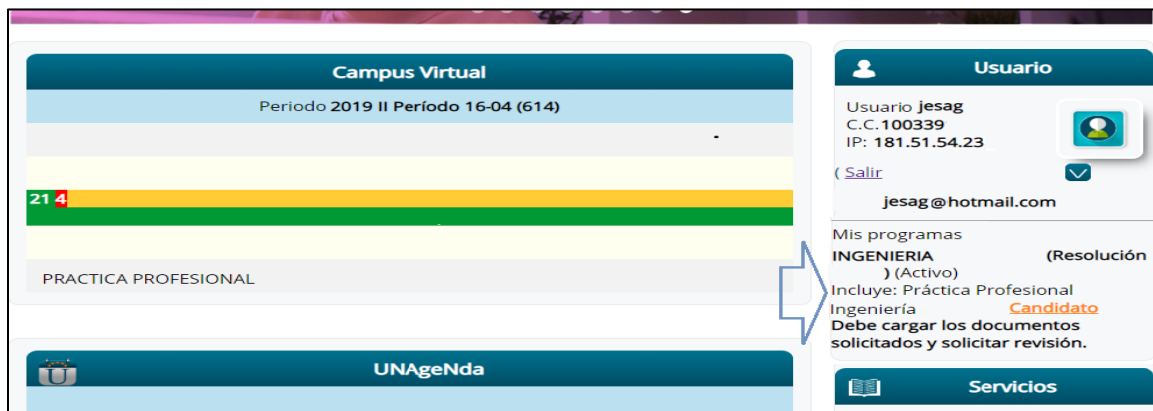 Campus Virtual
Periodo 2019 II Período 16-04 (614)
21 4
PRACTICA PROFESIONAL
UNAgeNda
Usuario
Usuario jesag
C.C.100339
IP: 181.51.54.23
( Salir
jesag@hotmail.com
Mis programas
INGENIERIA (Resolución
) (Activo)
Incluye: Práctica Profesional
Ingeniería Candidato
Debe cargar los documentos
solicitados y solicitar revisión.
Servicios